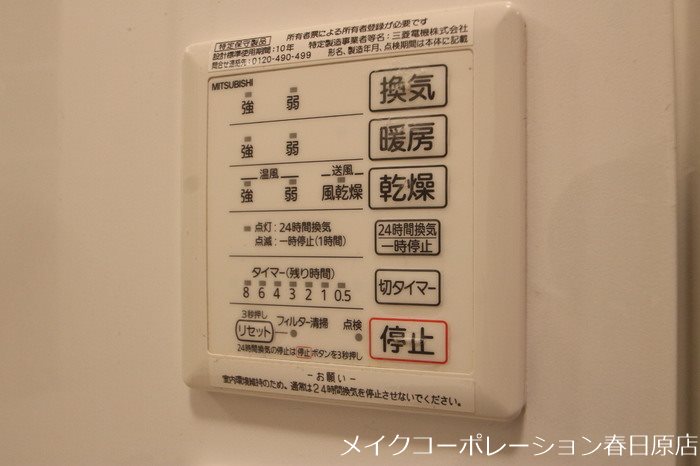 所有者票による所有者登録が必要です
特定保守製品 特定製造事業者等名：三菱電機株式会社
設計標準使用期間：10年 形名、製造年月、点検期間は本体に記載
問合せ連絡先：0120-490-499
MITSUBISHI
強 弱 換気
強 弱 暖房
温風 送風
強 弱 風乾燥 乾燥
点灯：24時間換気 24時間換気
点滅：一時停止(1時間) 一時停止
タイマー(残り時間) 切タイマー
8 6 4 3 2 1 0.5
3秒押し
リセット フィルター清掃 点検 停止
24時間換気の停止は停止ボタンを3秒押し
－お願い－
室内環境維持のため、通常は24時間換気を停止させないでください。
メイクコーポレーション春日原店